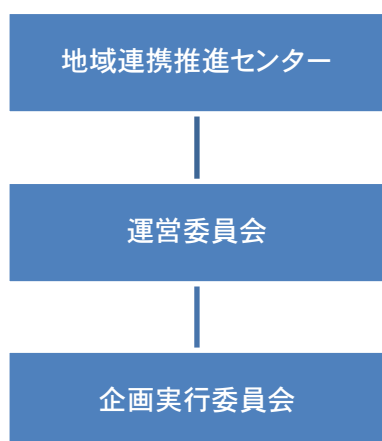 地域連携推進センター
運営委員会
企画実行委員会